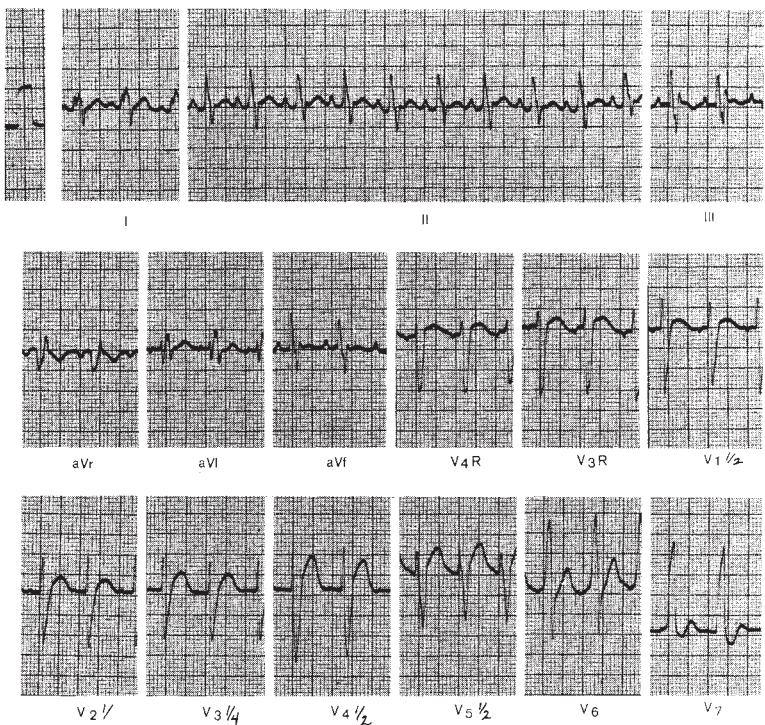 I II III
aVr aVl aVf V4R V3R V1 1/2
V2 1/ V3 1/4 V4 1/2 V5 1/2 V6 V7